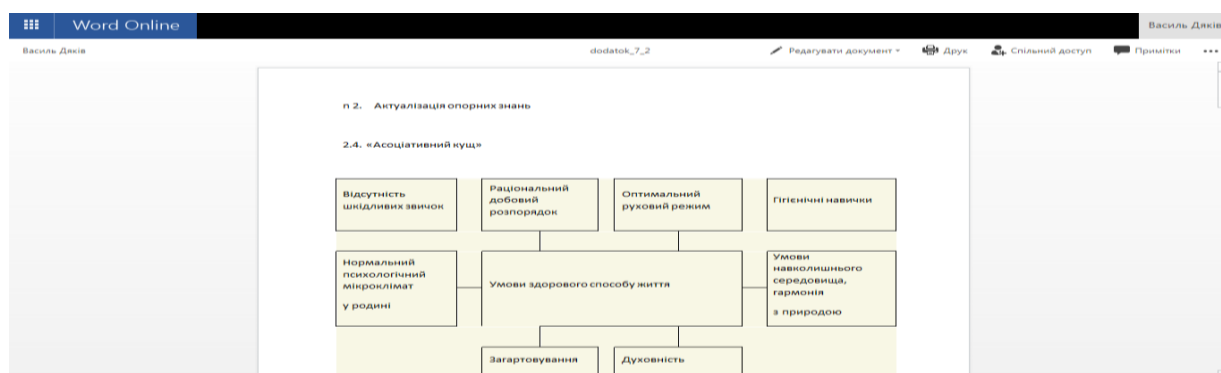 Word Online
Василь Дяків
Василь Дяків
dodatok_7_2
Редагувати документ
Друк
Спільний доступ
Примітки
п 2. Актуалізація опорних знань
2.4. «Асоціативний кущ»
Відсутність
шкідливих звичок
Раціональний
добовий
розпорядок
Оптимальний
руховий режим
Гігієнічні навички
Нормальний
психологічний
мікроклімат
у родині
Умови здорового способу життя
Умови
навколишнього
середовища,
гармонія
з природою
Загартовування
Духовність